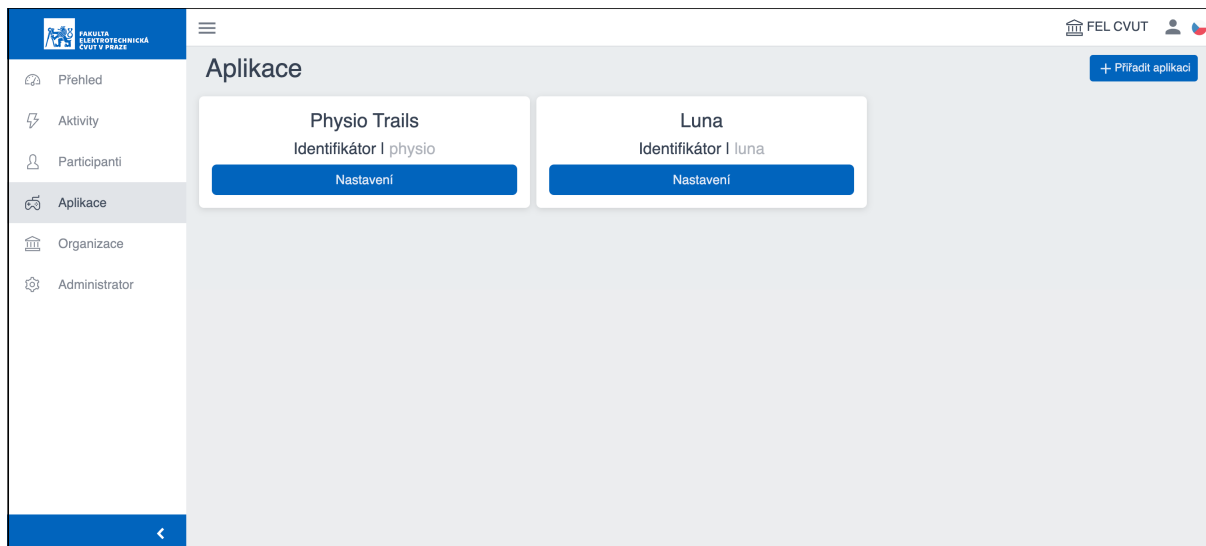 FAKULTA
ELEKTROTECHNICKÁ
ČVUT V PRAZE
FEL CVUT
Přehled
Aktivity
Participanti
Aplikace
Organizace
Administrator
Aplikace
+ Přiřadit aplikaci
Physio Trails
Identifikátor | physio
Nastavení
Luna
Identifikátor | luna
Nastavení